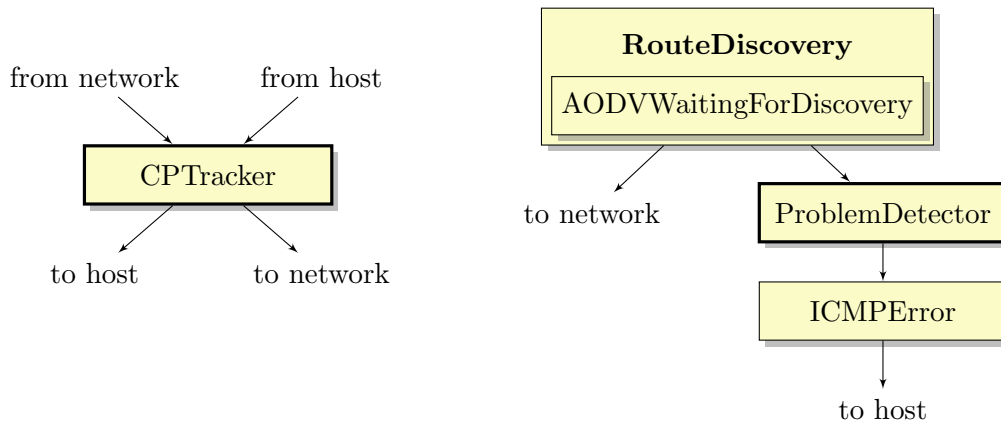 from network
from host
CPTracker
to host
to network
RouteDiscovery
AODVWaitingForDiscovery
to network
ProblemDetector
ICMPError
to host